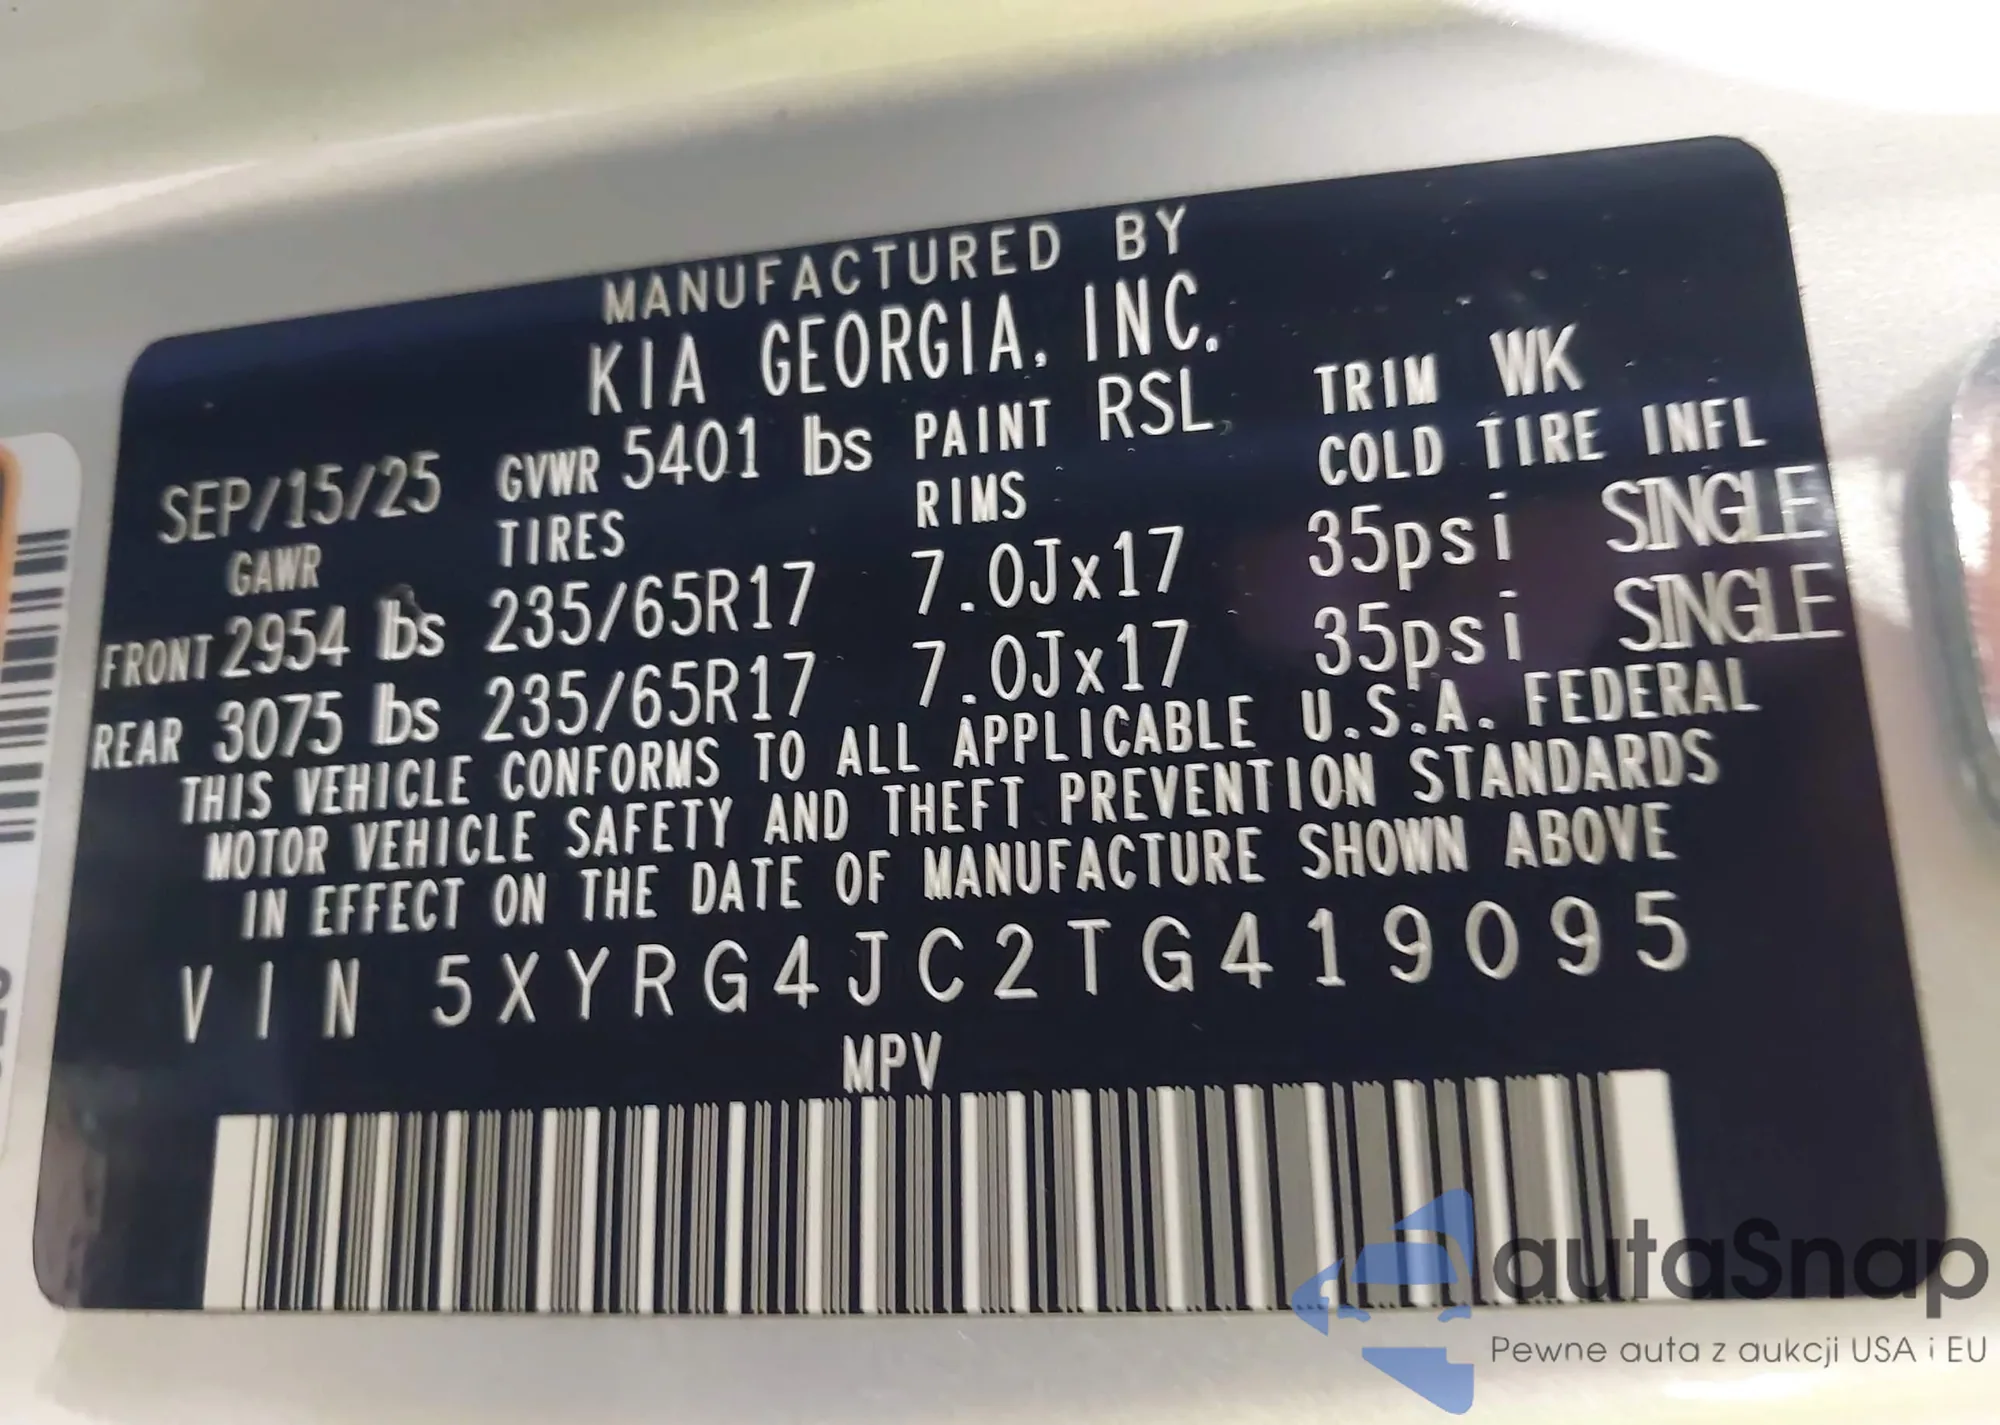 MANUFACTURED BY
KIA GEORGIA, INC.
SEP/15/25 GVWR 5401 lbs PAINT RSL TRIM WK
GAWR TIRES RIMS COLD TIRE INFL
FRONT 2954 lbs 235/65R17 7.0Jx17 35psi SINGLE
REAR 3075 lbs 235/65R17 7.0Jx17 35psi SINGLE
THIS VEHICLE CONFORMS TO ALL APPLICABLE U.S.A. FEDERAL
MOTOR VEHICLE SAFETY AND THEFT PREVENTION STANDARDS
IN EFFECT ON THE DATE OF MANUFACTURE SHOWN ABOVE
VIN 5XYRG4JC2TG419095
MPV
autaSnap
Pewne auta z aukcji USA i EU